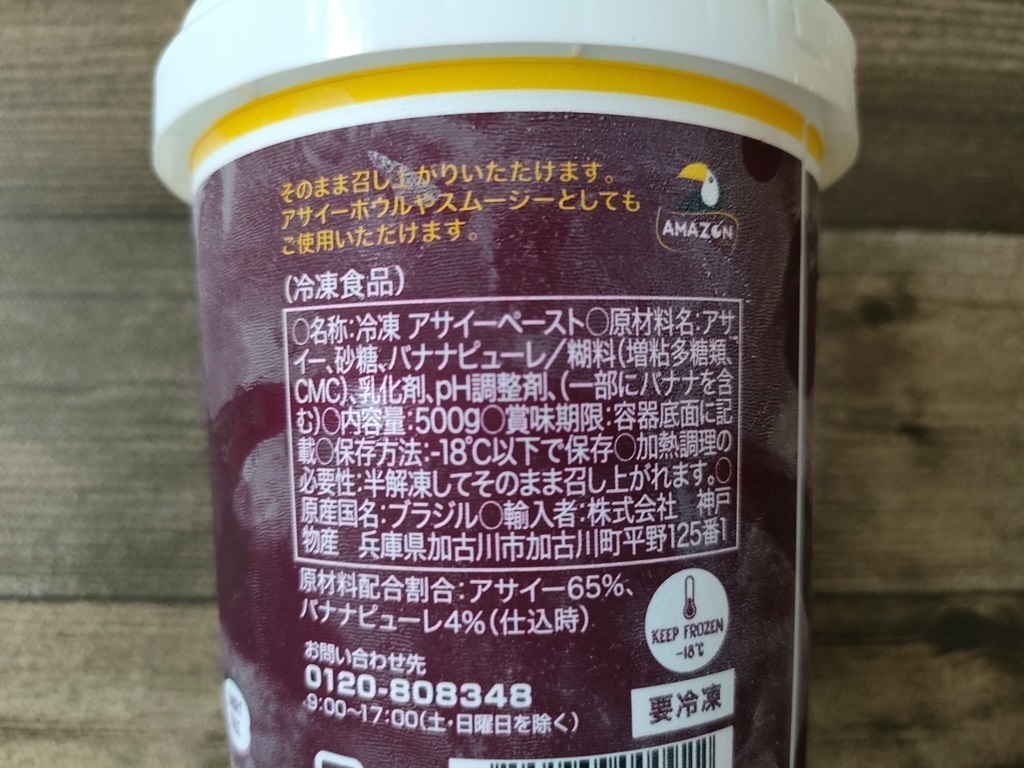 そのまま召し上がりいただけます。
アサイーボウルやスムージーとしても
ご使用いただけます。
AMAZON
(冷凍食品)
○名称:冷凍 アサイーペースト○原材料名:アサ
イー、砂糖、バナナピューレ/糊料(増粘多糖類、
CMC)、乳化剤、pH調整剤、(一部にバナナを含
む)○内容量:500g○賞味期限:容器底面に記
載○保存方法:-18℃以下で保存○加熱調理の
必要性:半解凍してそのまま召し上がれます。○
原産国名:ブラジル○輸入者:株式会社 神戸
物産 兵庫県加古川市加古川町平野125番1
原材料配合割合:アサイー65%、
バナナピューレ4%(仕込時)
KEEP FROZEN
-18℃
お問い合わせ先
0120-808348
9:00~17:00(土・日曜日を除く)
要冷凍